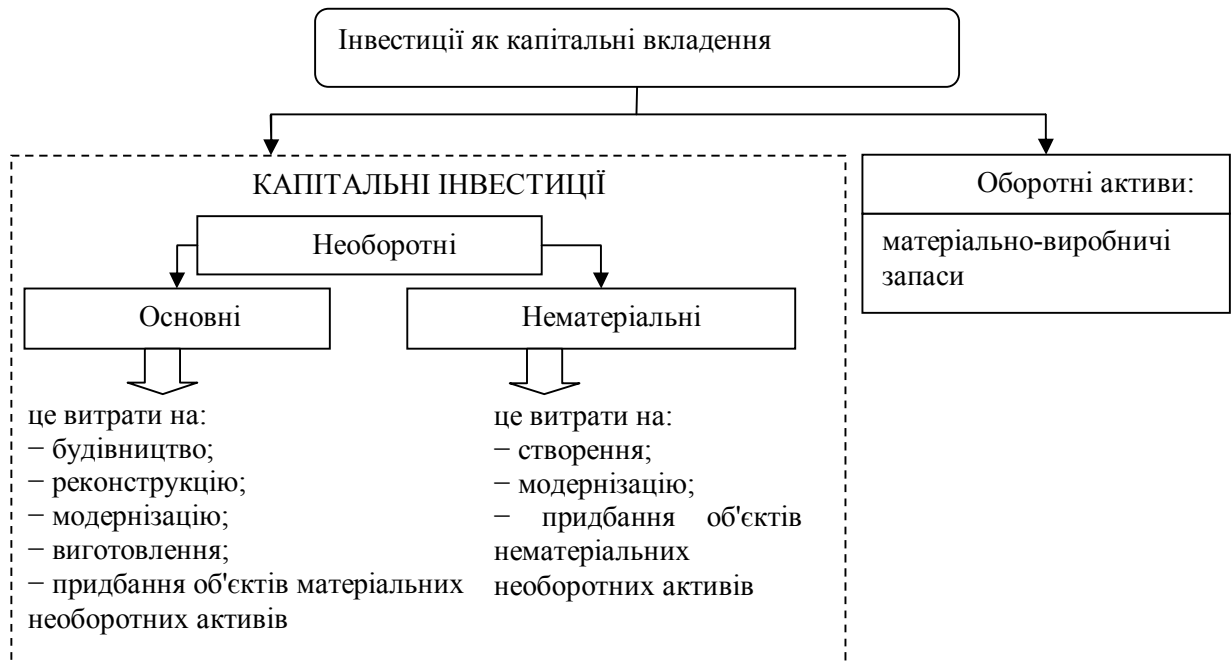 Інвестиції як капітальні вкладення
КАПІТАЛЬНІ ІНВЕСТИЦІЇ
Необоротні
Основні
це витрати на:
− будівництво;
− реконструкцію;
− модернізацію;
− виготовлення;
− придбання об'єктів матеріальних
необоротних активів
Нематеріальні
це витрати на:
− створення;
− модернізацію;
− придбання об'єктів
нематеріальних
необоротних активів
Оборотні активи:
матеріально-виробничі
запаси